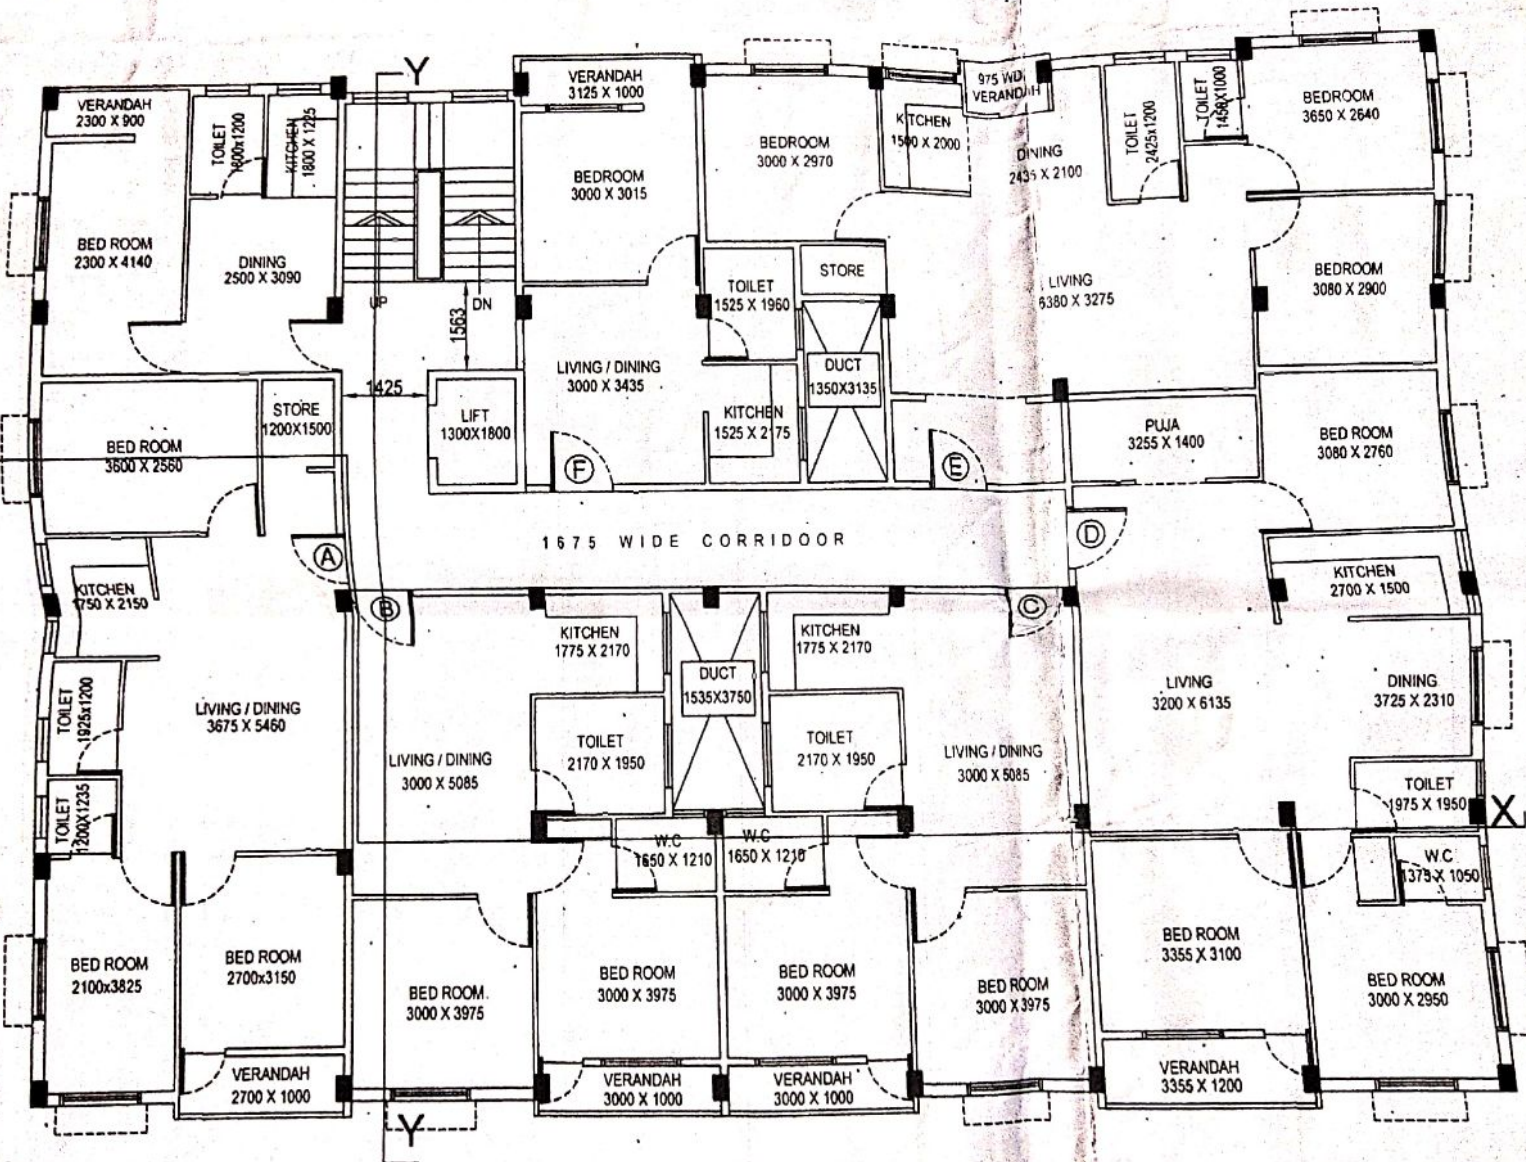 Y
VERANDAH
2300 X 900
TOILET
1800x1200
KITCHEN
1800 X 1225
BED ROOM
2300 X 4140
DINING
2500 X 3090
UP
DN
1563
1425
LIFT
1300X1800
VERANDAH
3125 X 1000
BEDROOM
3000 X 3015
LIVING / DINING
3000 X 3435
F
BEDROOM
3000 X 2970
TOILET
1525 X 1960
STORE
DUCT
1350X3135
KITCHEN
1525 X 2175
KITCHEN
1500 X 2000
975 WD
VERANDAH
DINING
2435 X 2100
TOILET
2425x1200
TOILET
1450X1000
BEDROOM
3650 X 2640
LIVING
6380 X 3275
BEDROOM
3080 X 2900
E
PUJA
3255 X 1400
BED ROOM
3080 X 2760
BED ROOM
3600 X 2560
STORE
1200X1500
A
1675 WIDE CORRIDOOR
D
KITCHEN
1750 X 2150
B
KITCHEN
1775 X 2170
DUCT
1535X3750
KITCHEN
1775 X 2170
C
KITCHEN
2700 X 1500
TOILET
1925x1200
LIVING / DINING
3675 X 5460
LIVING / DINING
3000 X 5085
TOILET
2170 X 1950
TOILET
2170 X 1950
LIVING / DINING
3000 X 5085
LIVING
3200 X 6135
DINING
3725 X 2310
TOILET
1200X1235
TOILET
1975 X 1950
X
W.C
1650 X 1210
W.C
1650 X 1210
W.C
1375 X 1050
BED ROOM
2100x3825
BED ROOM
2700x3150
BED ROOM
3000 X 3975
BED ROOM
3000 X 3975
BED ROOM
3000 X 3975
BED ROOM
3000 X 3975
BED ROOM
3355 X 3100
BED ROOM
3000 X 2950
VERANDAH
2700 X 1000
VERANDAH
3000 X 1000
VERANDAH
3000 X 1000
VERANDAH
3355 X 1200
Y